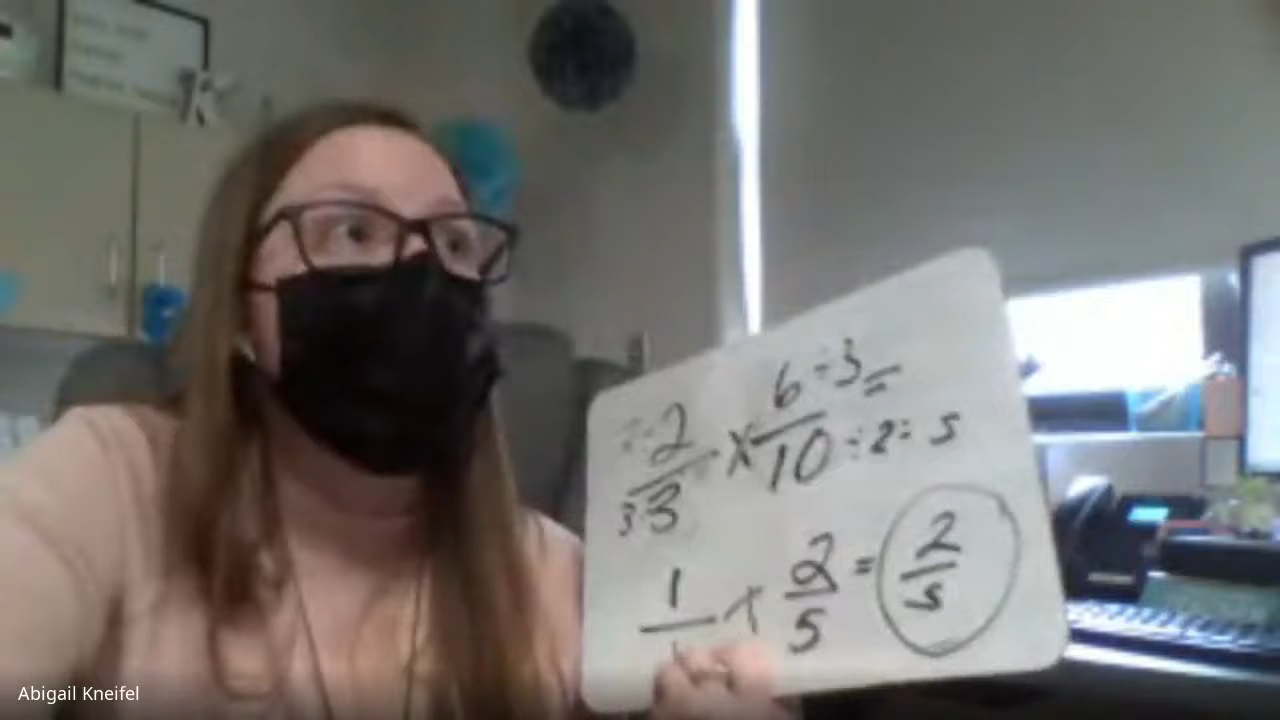 K
2/3 × 6/10 ÷ 3 =
÷ 2 = 5
3
1/1 × 2/5 = 2/5
Abigail Kneifel